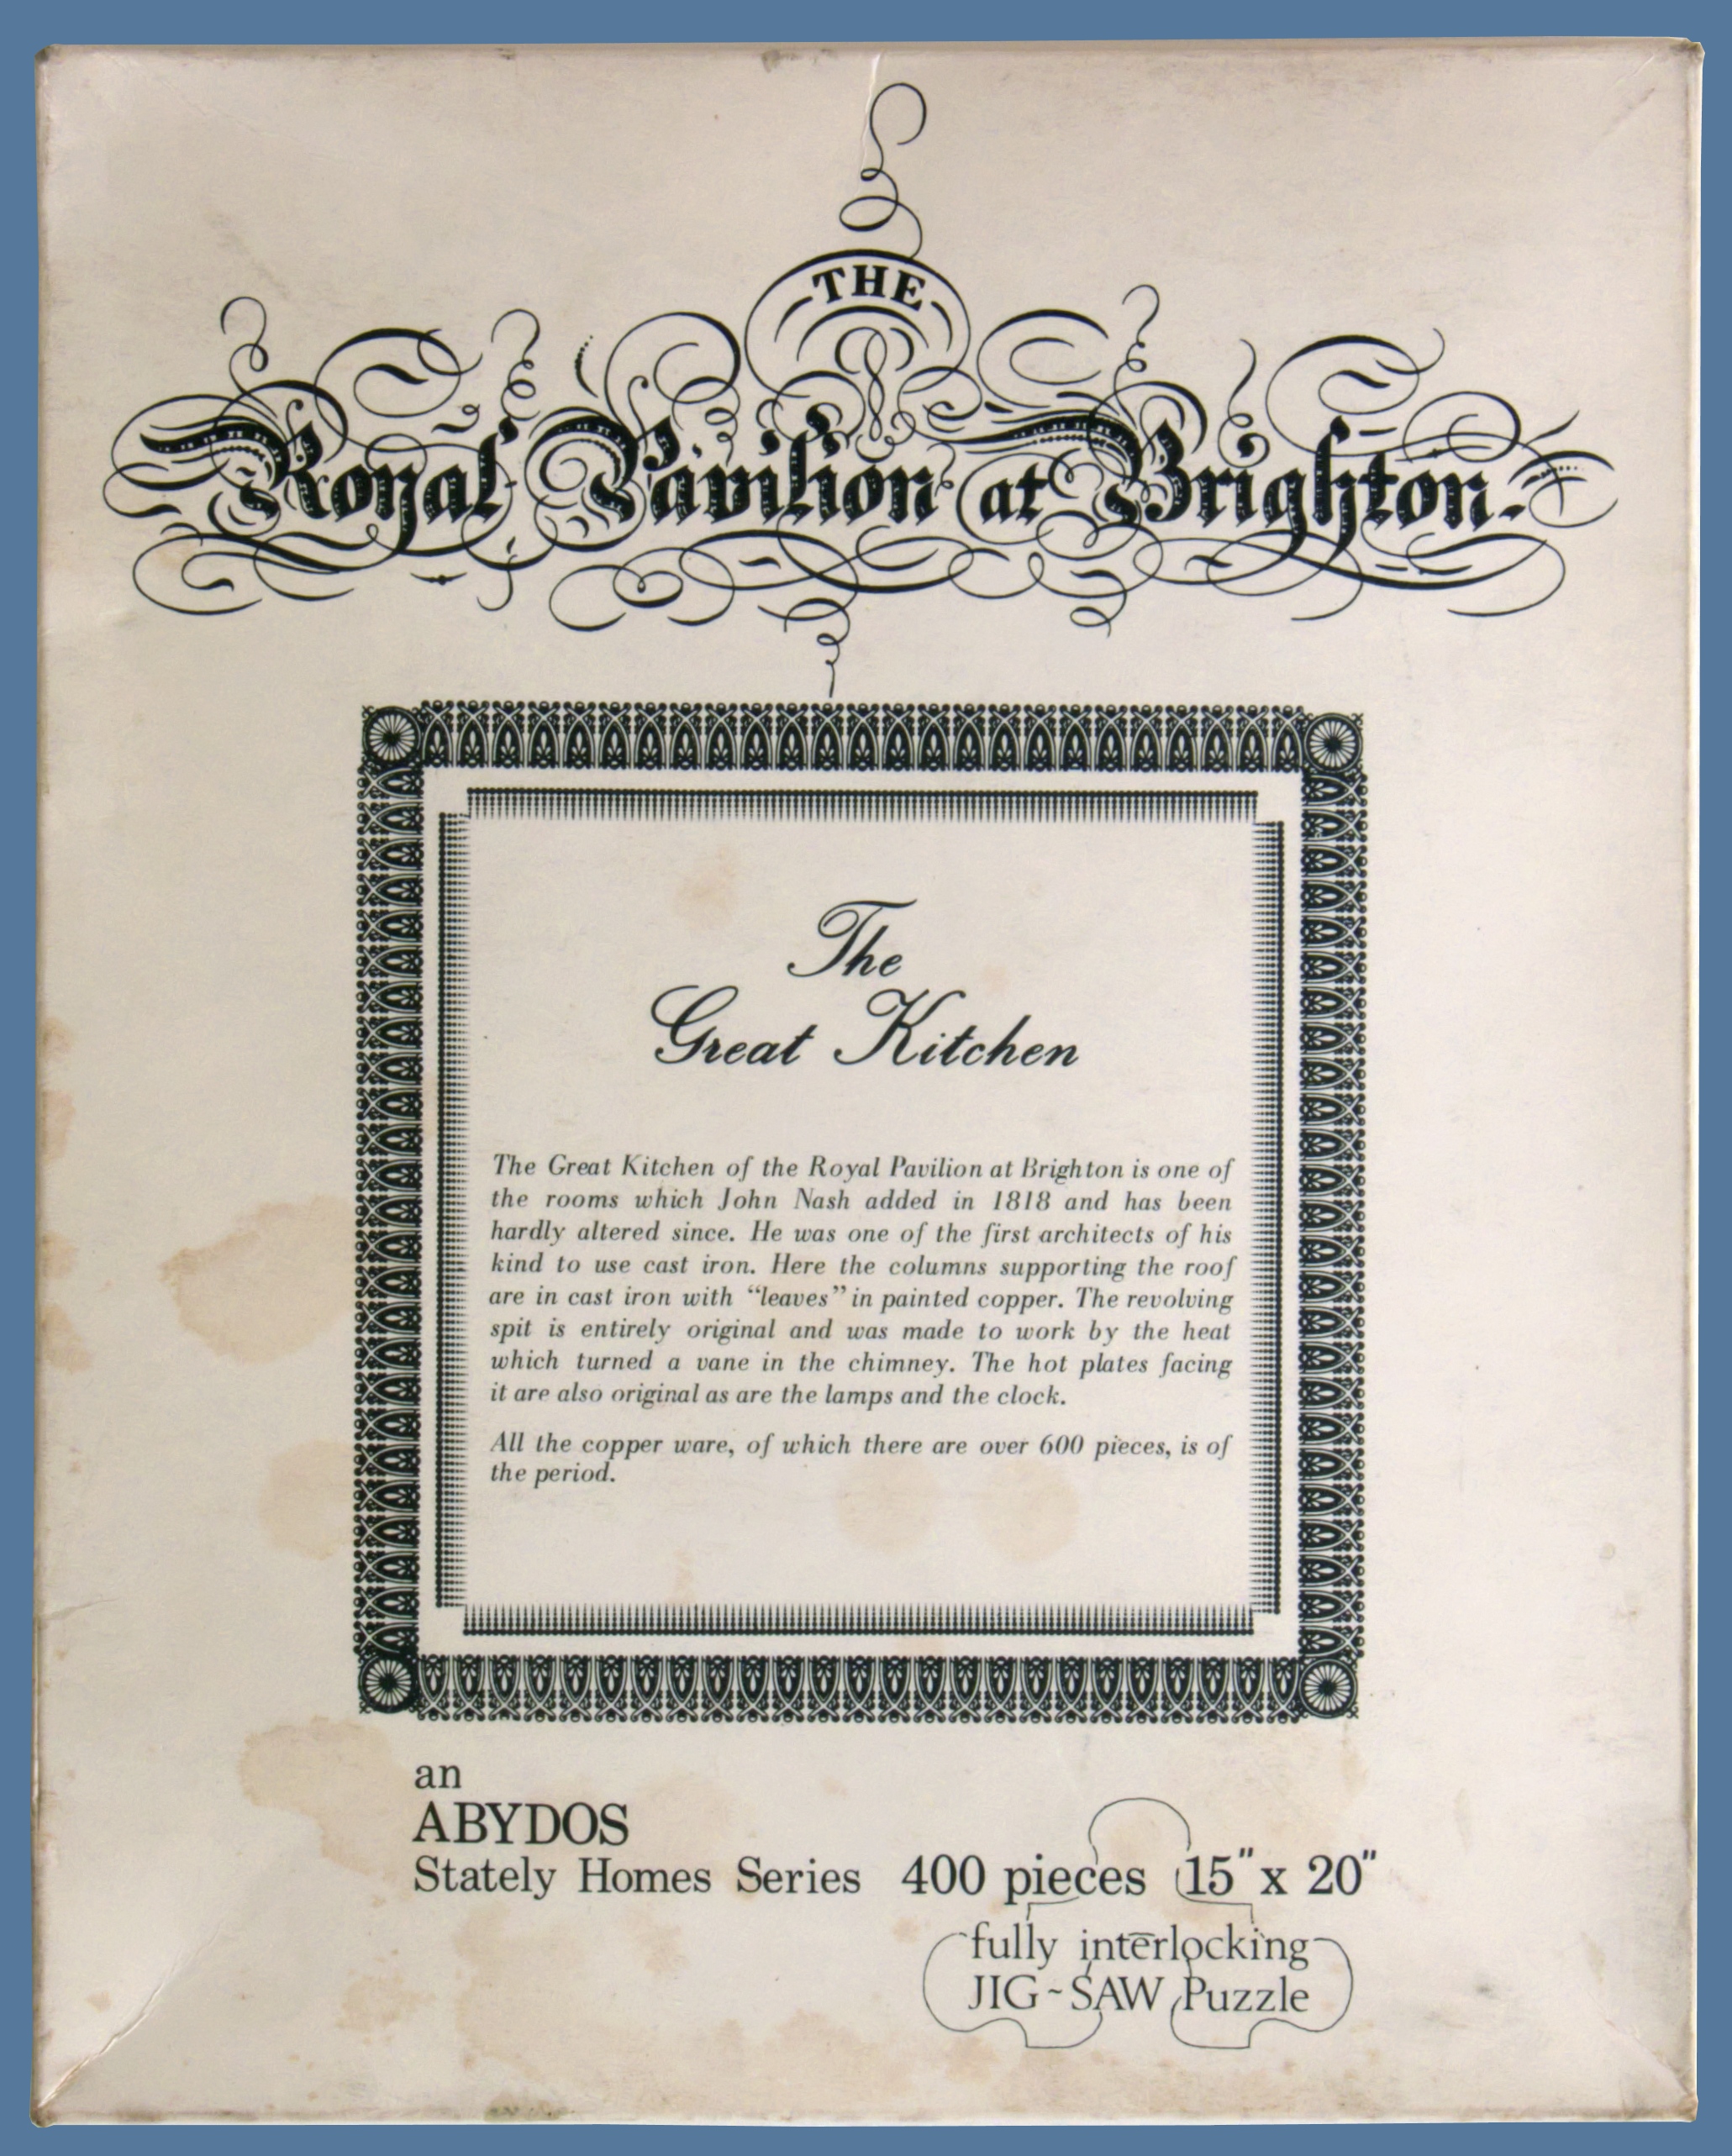 THE
Royal Pavilion at Brighton.
The
Great Kitchen
The Great Kitchen of the Royal Pavilion at Brighton is one of
the rooms which John Nash added in 1818 and has been
hardly altered since. He was one of the first architects of his
kind to use cast iron. Here the columns supporting the roof
are in cast iron with “leaves” in painted copper. The revolving
spit is entirely original and was made to work by the heat
which turned a vane in the chimney. The hot plates facing
it are also original as are the lamps and the clock.
All the copper ware, of which there are over 600 pieces, is of
the period.
an
ABYDOS
Stately Homes Series 400 pieces 15" x 20"
fully interlocking
JIG~SAW Puzzle